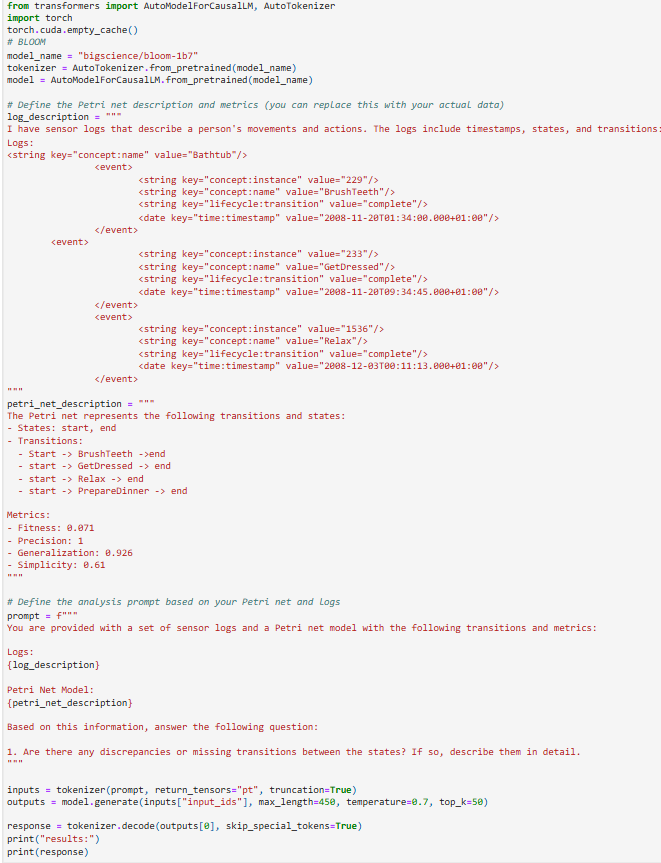 from transformers import AutoModelForCausalLM, AutoTokenizer
import torch
torch.cuda.empty_cache()
# BLOOM
model_name = "bigscience/bloom-1b7"
tokenizer = AutoTokenizer.from_pretrained(model_name)
model = AutoModelForCausalLM.from_pretrained(model_name)

# Define the Petri net description and metrics (you can replace this with your actual data)
log_description = """
I have sensor logs that describe a person's movements and actions. The logs include timestamps, states, and transitions:
Logs:
<string key="concept:name" value="Bathtub"/>
<event>
<string key="concept:instance" value="229"/>
<string key="concept:name" value="BrushTeeth"/>
<string key="lifecycle:transition" value="complete"/>
<date key="time:timestamp" value="2008-11-20T01:34:00.000+01:00"/>
</event>
<event>
<string key="concept:instance" value="233"/>
<string key="concept:name" value="GetDressed"/>
<string key="lifecycle:transition" value="complete"/>
<date key="time:timestamp" value="2008-11-20T09:34:45.000+01:00"/>
</event>
<event>
<string key="concept:instance" value="1536"/>
<string key="concept:name" value="Relax"/>
<string key="lifecycle:transition" value="complete"/>
<date key="time:timestamp" value="2008-12-03T00:11:13.000+01:00"/>
</event>
"""
petri_net_description = """
The Petri net represents the following transitions and states:
- States: start, end
- Transitions:
- Start -> BrushTeeth ->end
- start -> GetDressed -> end
- start -> Relax -> end
- start -> PrepareDinner -> end

Metrics:
- Fitness: 0.071
- Precision: 1
- Generalization: 0.926
- Simplicity: 0.61
"""

# Define the analysis prompt based on your Petri net and logs
prompt = f"""
You are provided with a set of sensor logs and a Petri net model with the following transitions and metrics:

Logs:
{log_description}

Petri Net Model:
{petri_net_description}

Based on this information, answer the following question:

1. Are there any discrepancies or missing transitions between the states? If so, describe them in detail.
"""

inputs = tokenizer(prompt, return_tensors="pt", truncation=True)
outputs = model.generate(inputs["input_ids"], max_length=450, temperature=0.7, top_k=50)

response = tokenizer.decode(outputs[0], skip_special_tokens=True)
print("results:")
print(response)